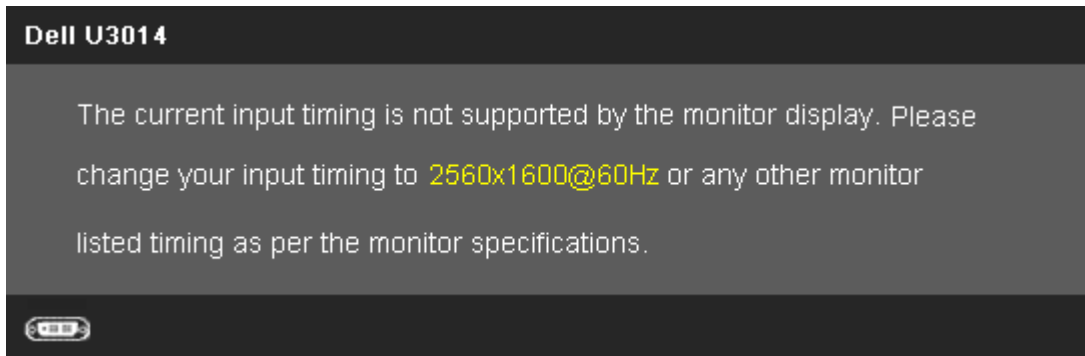 Dell U3014
The current input timing is not supported by the monitor display. Please
change your input timing to 2560x1600@60Hz or any other monitor
listed timing as per the monitor specifications.